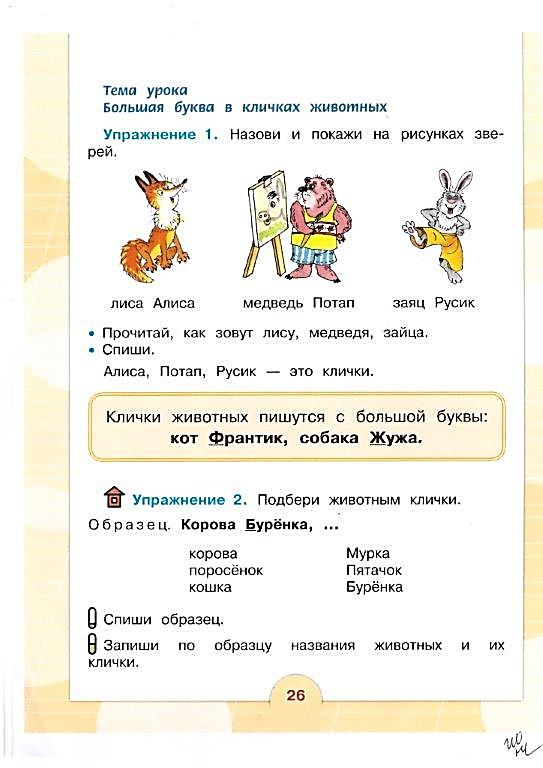 Тема урока
Большая буква в кличках животных
Упражнение 1. Назови и покажи на рисунках зве-
рей.
лиса Алиса медведь Потап заяц Русик
• Прочитай, как зовут лису, медведя, зайца.
• Спиши.
Алиса, Потап, Русик — это клички.
Клички животных пишутся с большой буквы:
кот Франтик, собака Жужа.
Упражнение 2. Подбери животным клички.
Образец. Корова Бурёнка, ...
корова Мурка
поросёнок Пятачок
кошка Бурёнка
Спиши образец.
Запиши по образцу названия животных и их
клички.
26